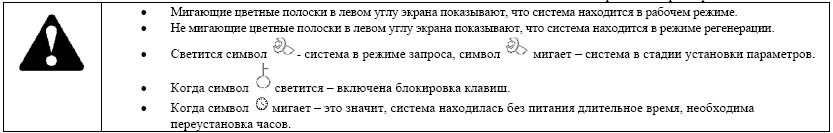 Мигающие цветные полоски в левом углу экрана показывают, что система находится в рабочем режиме.
Не мигающие цветные полоски в левом углу экрана показывают, что система находится в режиме регенерации.
Светится символ - система в режиме запроса, символ мигает – система в стадии установки параметров.
Когда символ светится – включена блокировка клавиш.
Когда символ мигает – это значит, система находилась без питания длительное время, необходима
переустановка часов.